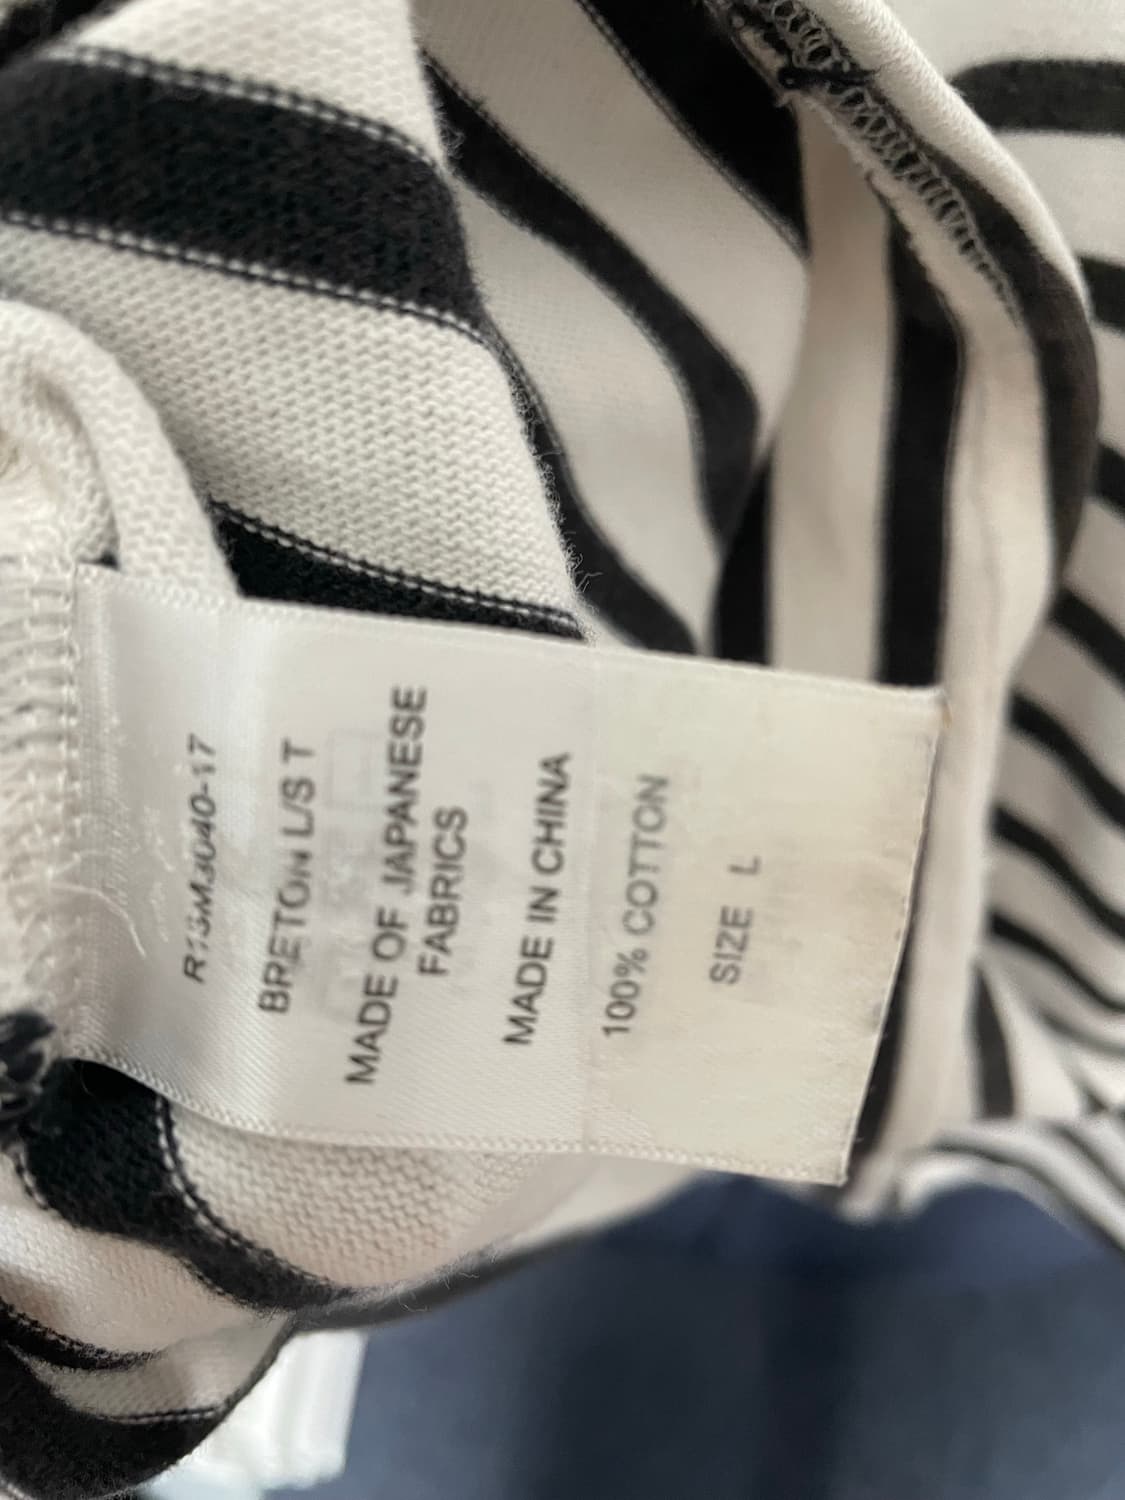 R13M3040-17
BRETON L/S T
MADE OF JAPANESE
FABRICS
MADE IN CHINA
100% COTTON
SIZE L